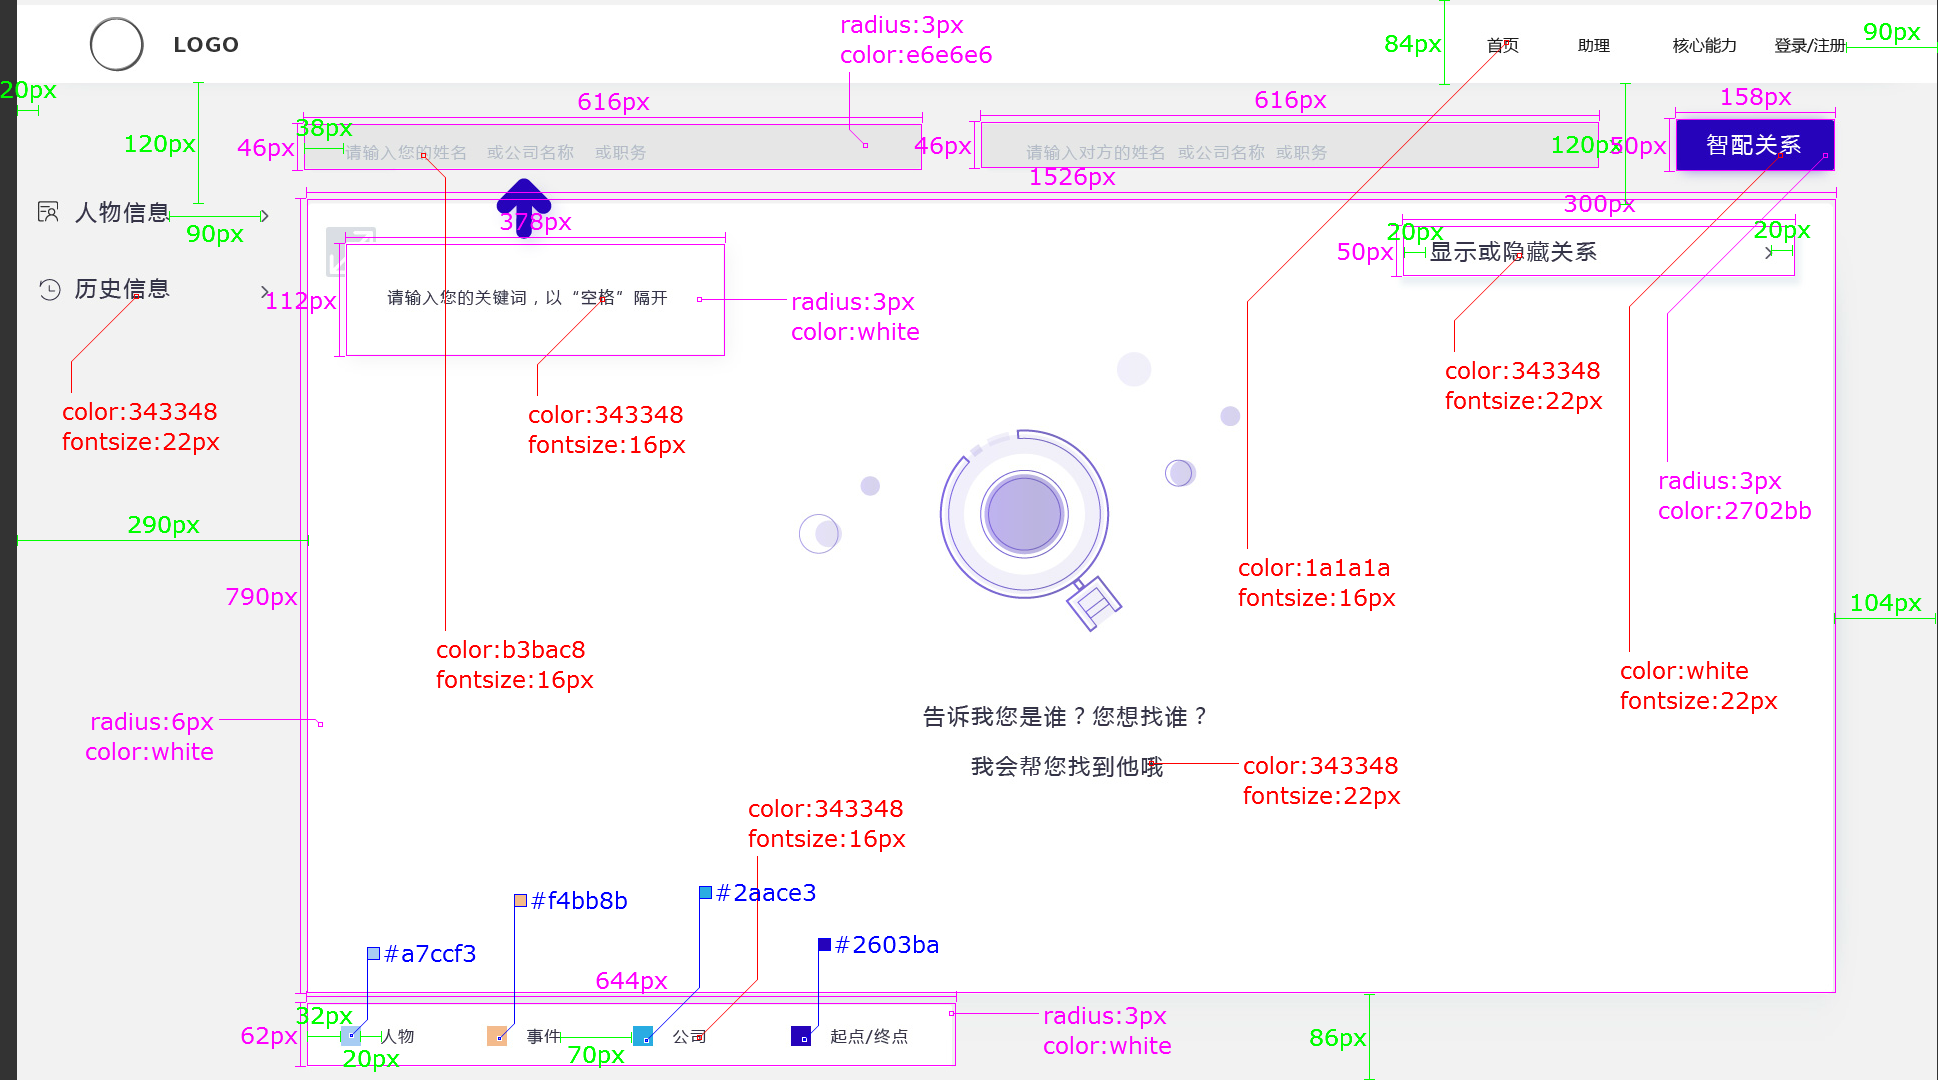 radius:3px
color:e6e6e6
84px
90px
LOGO
首页
助理
核心能力
登录/注册
20px
616px
616px
158px
120px
38px
46px
请输入您的姓名 或公司名称 或职务
46px
请输入对方的姓名 或公司名称 或职务
120px
50px
智配关系
1526px
人物信息
90px
378px
300px
20px
20px
50px
显示或隐藏关系
历史信息
112px
请输入您的关键词，以“空格”隔开
radius:3px
color:white
color:343348
fontsize:22px
color:343348
fontsize:16px
color:343348
fontsize:22px
radius:3px
color:2702bb
290px
color:1a1a1a
fontsize:16px
790px
104px
color:b3bac8
fontsize:16px
color:white
fontsize:22px
radius:6px
color:white
告诉我您是谁？您想找谁？
我会帮您找到他哦
color:343348
fontsize:22px
color:343348
fontsize:16px
#f4bb8b
#2aace3
#a7ccf3
#2603ba
644px
32px
62px
人物
20px
事件
70px
公司
起点/终点
radius:3px
color:white
86px